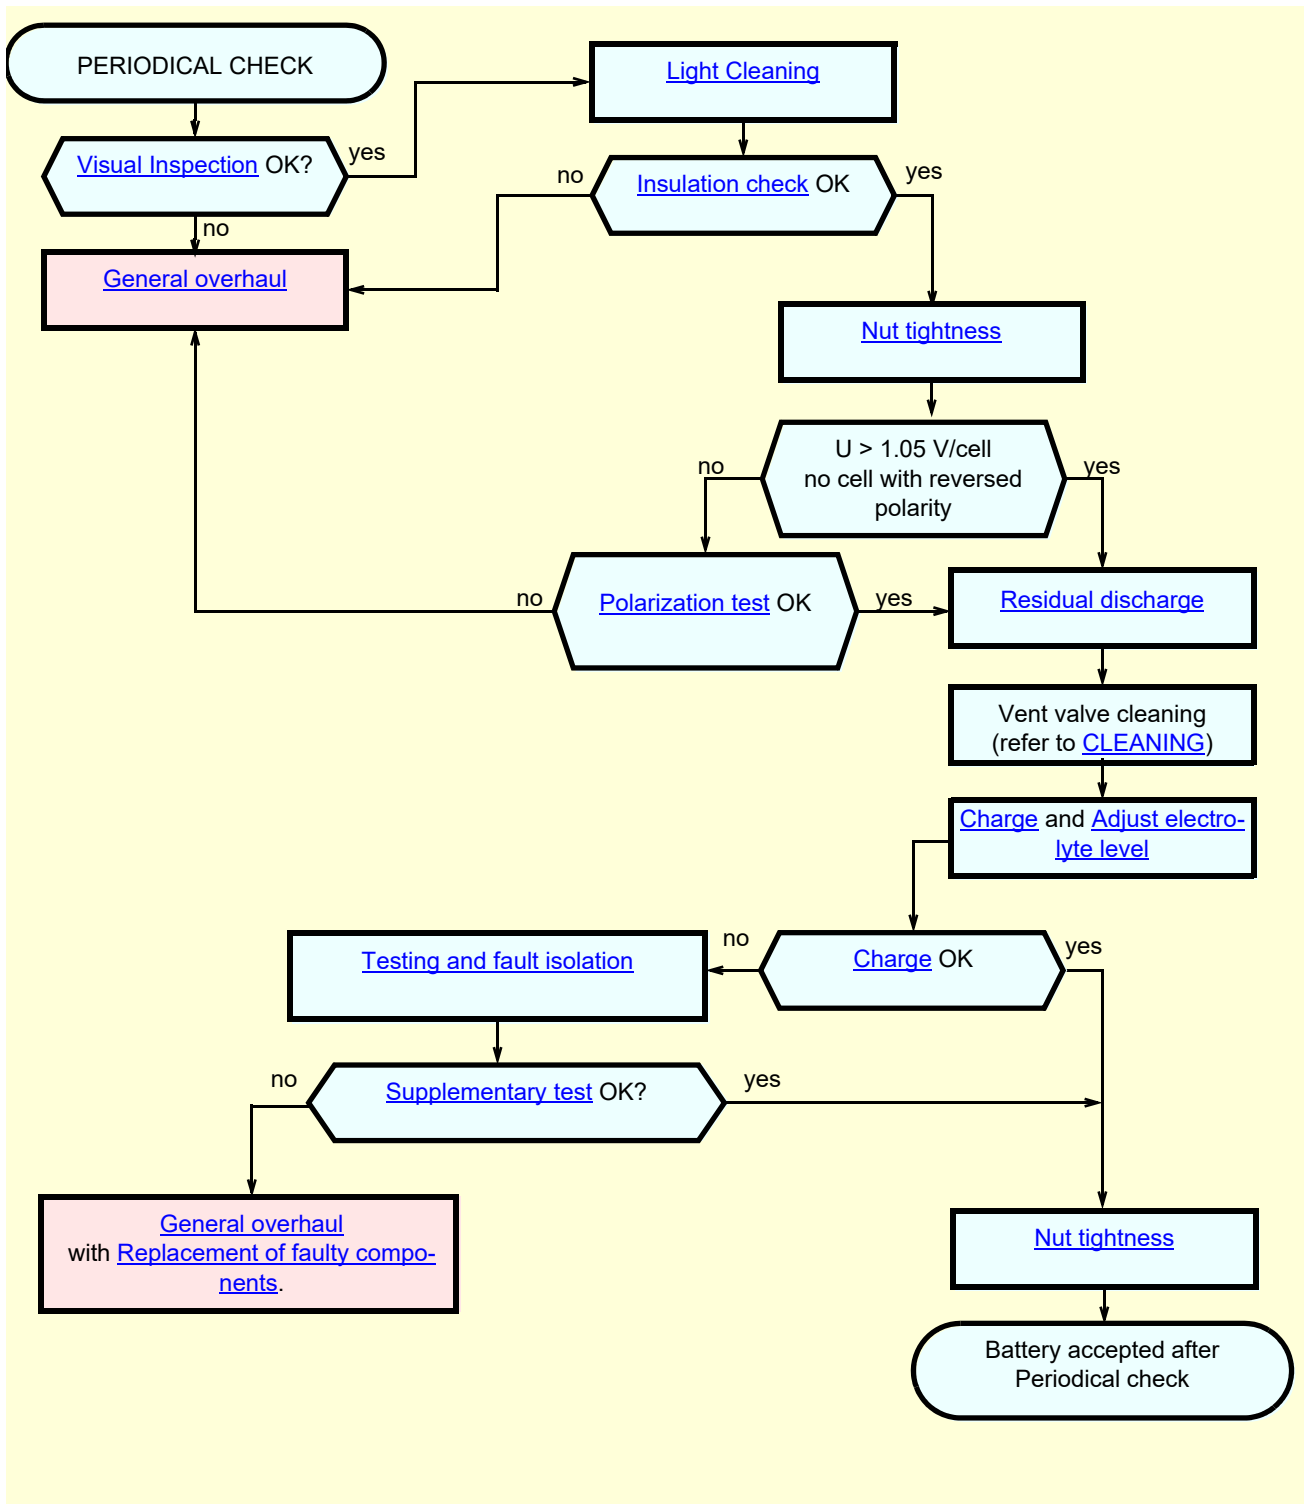 PERIODICAL CHECK
Light Cleaning
Visual Inspection OK?
yes
no
Insulation check OK
no
yes
General overhaul
Nut tightness
U > 1.05 V/cell
no cell with reversed
polarity
no
yes
Polarization test OK
no
yes
Residual discharge
Vent valve cleaning
(refer to CLEANING)
Charge and Adjust electro-
lyte level
Charge OK
no
yes
Testing and fault isolation
Supplementary test OK?
no
yes
General overhaul
with Replacement of faulty compo-
nents.
Nut tightness
Battery accepted after
Periodical check